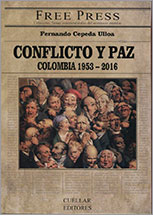 FREE PRESS
Fernando Cepeda Ulloa
CONFLICTO Y PAZ
COLOMBIA 1953 – 2016
CUÉLLAR
EDITORES